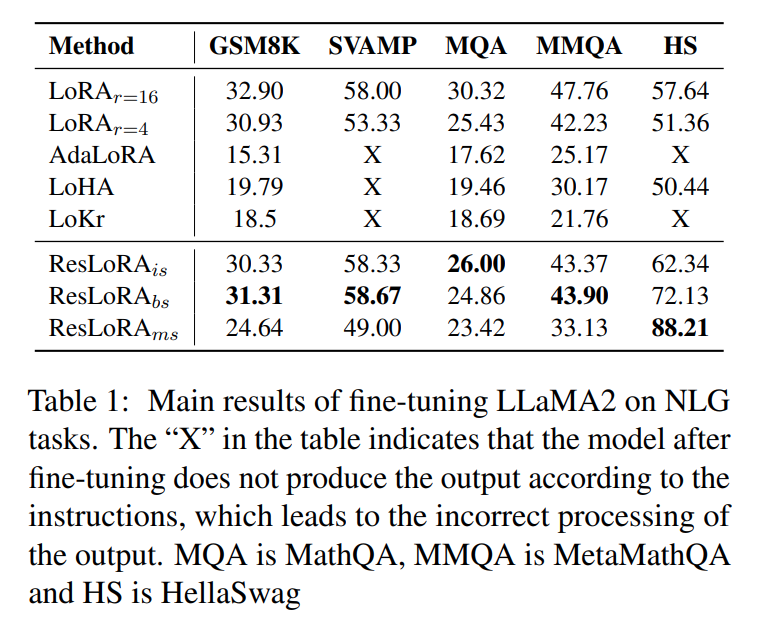 Method GSM8K SVAMP MQA MMQA HS
LoRA_{r=16} 32.90 58.00 30.32 47.76 57.64
LoRA_{r=4} 30.93 53.33 25.43 42.23 51.36
AdaLoRA 15.31 X 17.62 25.17 X
LoHA 19.79 X 19.46 30.17 50.44
LoKr 18.5 X 18.69 21.76 X
ResLoRA_{is} 30.33 58.33 26.00 43.37 62.34
ResLoRA_{bs} 31.31 58.67 24.86 43.90 72.13
ResLoRA_{ms} 24.64 49.00 23.42 33.13 88.21
Table 1: Main results of fine-tuning LLaMA2 on NLG
tasks. The “X” in the table indicates that the model after
fine-tuning does not produce the output according to the
instructions, which leads to the incorrect processing of
the output. MQA is MathQA, MMQA is MetaMathQA
and HS is HellaSwag